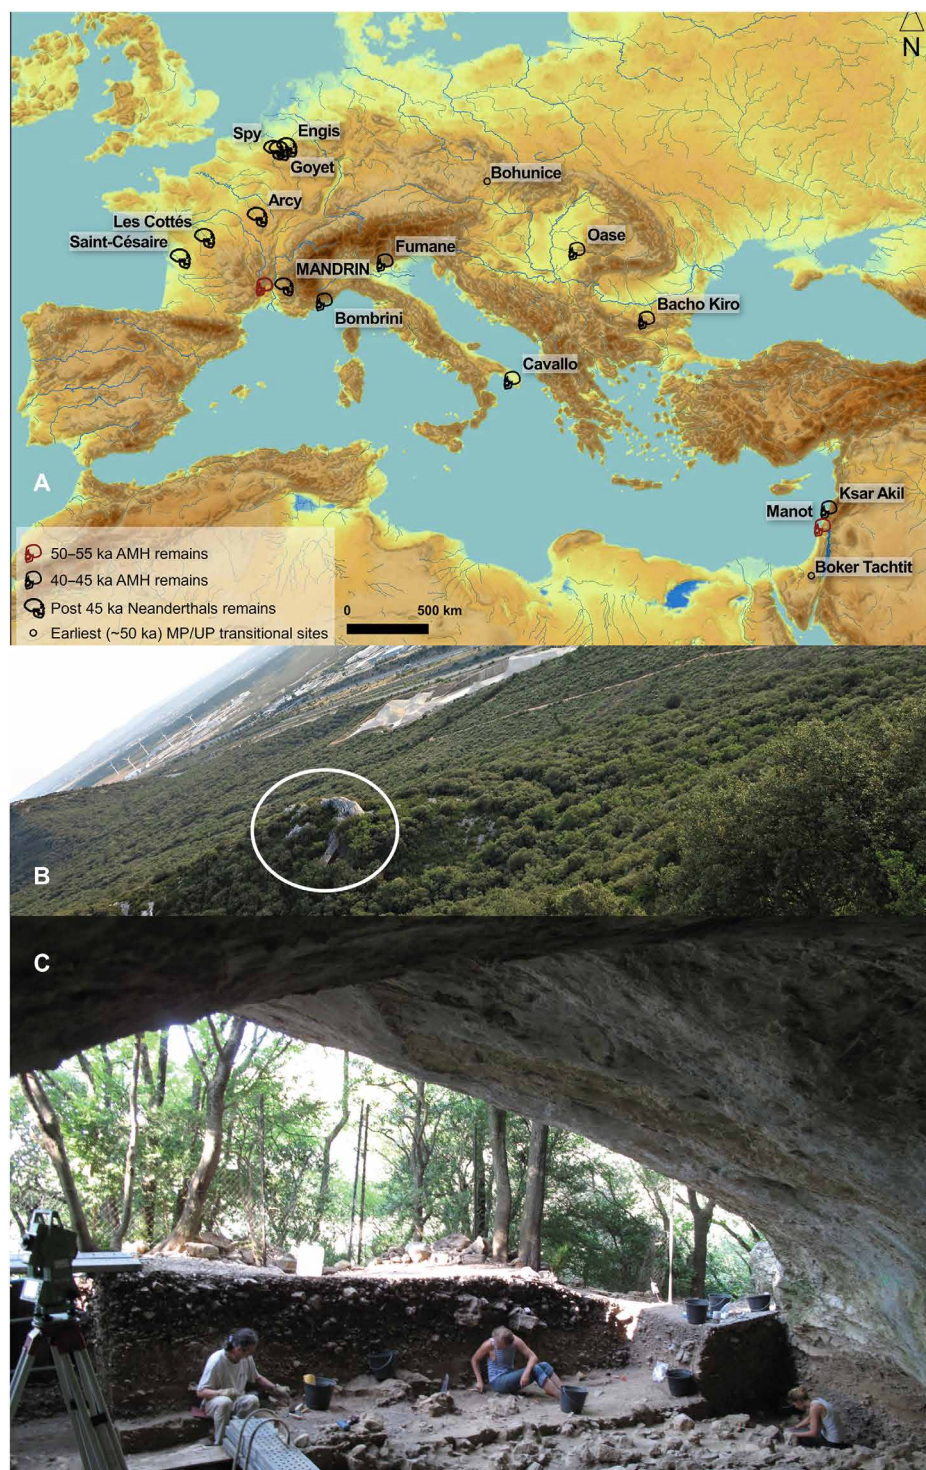 N
Spy
Engis
Goyet
Bohunice
Arcy
Les Cottés
Saint-Césaire
Fumane
Oase
MANDRIN
Bombrini
Bacho Kiro
Cavallo
A
Ksar Akil
Manot
Boker Tachtit
50–55 ka AMH remains
40–45 ka AMH remains
Post 45 ka Neanderthals remains
Earliest (~50 ka) MP/UP transitional sites
0 500 km
B
C